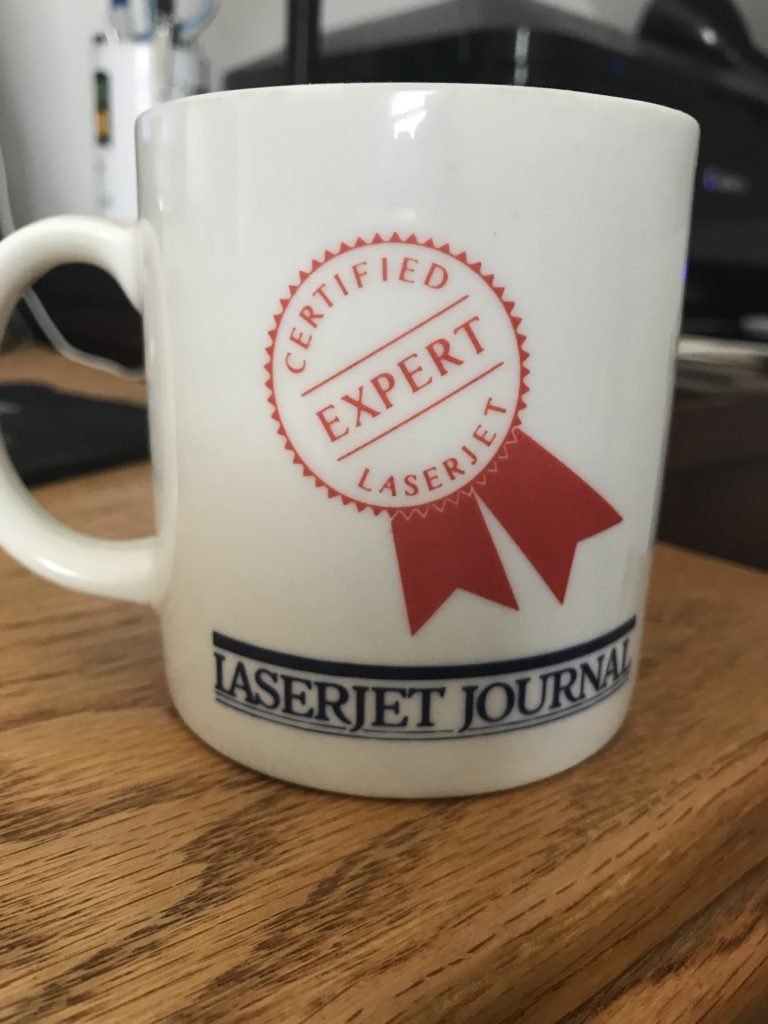 CERTIFIED
EXPERT
LASERJET
LASERJET JOURNAL